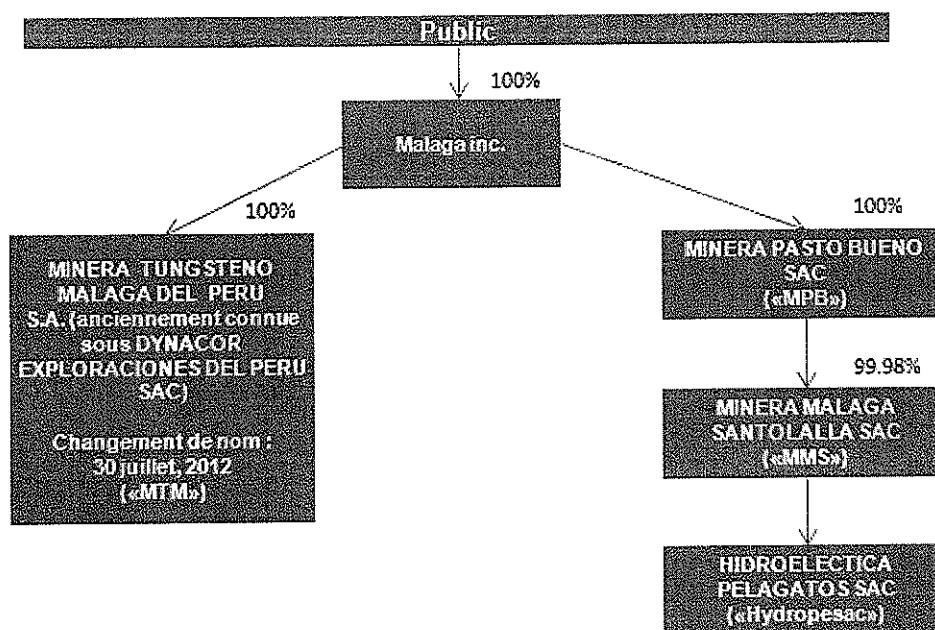 Public
100%
Malaga inc.
100%
100%
MINERA TUNGSTENO
MALAGA DEL PERU
S.A. (anciennement connue
sous DYNACOR
EXPLORACIONES DEL PERU
SAC)
Changement de nom :
30 juillet, 2012
(«MTM»)
MINERA PASTO BUENO
SAC
(«MPB»)
99.98%
MINERA MALAGA
SANTOLALLA SAC
(«MMS»)
HIDROELECTICA
PELAGATOS SAC
(«Hydropesac»)